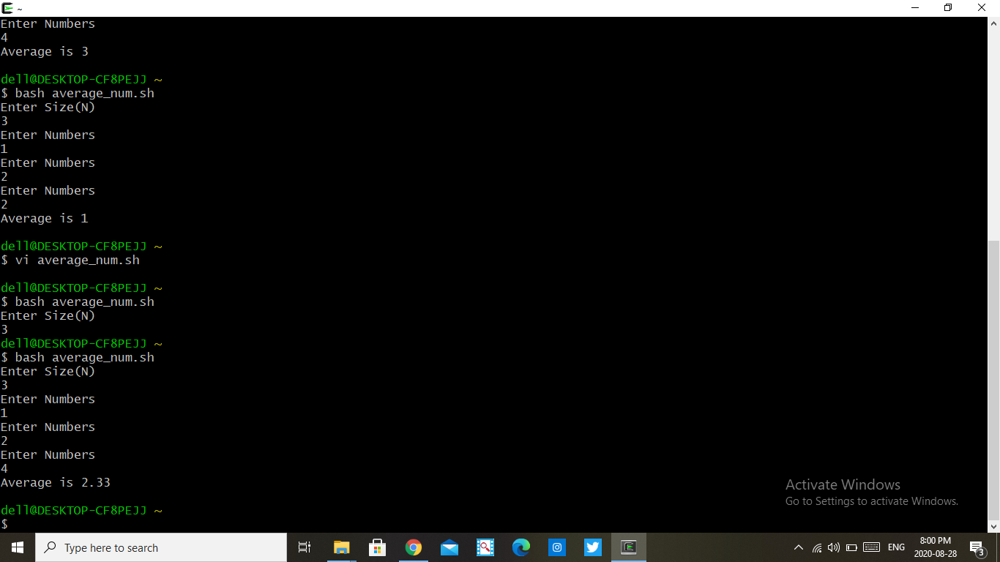 ~
Enter Numbers
4
Average is 3
dell@DESKTOP-CF8PEJJ ~
$ bash average_num.sh
Enter Size(N)
3
Enter Numbers
1
Enter Numbers
2
Enter Numbers
2
Average is 1
dell@DESKTOP-CF8PEJJ ~
$ vi average_num.sh
dell@DESKTOP-CF8PEJJ ~
$ bash average_num.sh
Enter Size(N)
3
dell@DESKTOP-CF8PEJJ ~
$ bash average_num.sh
Enter Size(N)
3
Enter Numbers
1
Enter Numbers
2
Enter Numbers
4
Average is 2.33
dell@DESKTOP-CF8PEJJ ~
$
Activate Windows
Go to Settings to activate Windows.
Type here to search
ENG
8:00 PM
2020-08-28
3